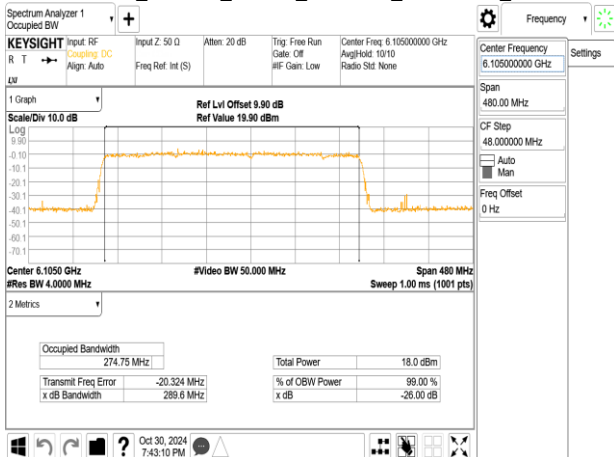 Spectrum Analyzer 1
Occupied BW
Frequency
KEYSIGHT
R T
LXI
Input: RF
Coupling: DC
Align: Auto
Input Z: 50 Ω
Freq Ref: Int (S)
Atten: 20 dB
Trig: Free Run
Gate: Off
#IF Gain: Low
Center Freq: 6.105000000 GHz
Avg|Hold: 10/10
Radio Std: None
Center Frequency
6.105000000 GHz
Settings
Span
480.00 MHz
CF Step
48.000000 MHz
Auto
Man
Freq Offset
0 Hz
1 Graph
Scale/Div 10.0 dB
Ref Lvl Offset 9.90 dB
Ref Value 19.90 dBm
Log
9.90
-0.10
-10.1
-20.1
-30.1
-40.1
-50.1
-60.1
-70.1
Center 6.1050 GHz
#Video BW 50.000 MHz
Span 480 MHz
#Res BW 4.0000 MHz
Sweep 1.00 ms (1001 pts)
2 Metrics
Occupied Bandwidth
274.75 MHz
Total Power 18.0 dBm
Transmit Freq Error -20.324 MHz
% of OBW Power 99.00 %
x dB Bandwidth 289.6 MHz
x dB -26.00 dB
?
Oct 30, 2024
7:43:10 PM